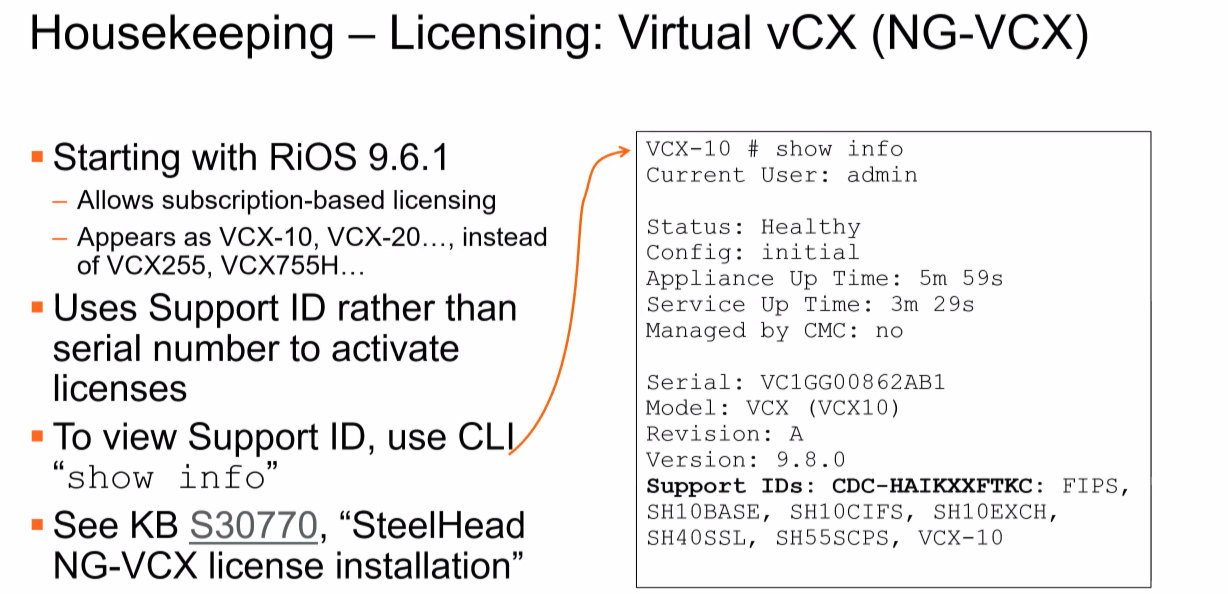 Housekeeping – Licensing: Virtual vCX (NG-VCX)
Starting with RiOS 9.6.1
– Allows subscription-based licensing
– Appears as VCX-10, VCX-20…, instead
of VCX255, VCX755H…
Uses Support ID rather than
serial number to activate
licenses
To view Support ID, use CLI
“show info”
See KB S30770, “SteelHead
NG-VCX license installation”
VCX-10 # show info
Current User: admin
Status: Healthy
Config: initial
Appliance Up Time: 5m 59s
Service Up Time: 3m 29s
Managed by CMC: no
Serial: VC1GG00862AB1
Model: VCX (VCX10)
Revision: A
Version: 9.8.0
Support IDs: CDC-HAIKXXFTKC: FIPS,
SH10BASE, SH10CIFS, SH10EXCH,
SH40SSL, SH55SCPS, VCX-10